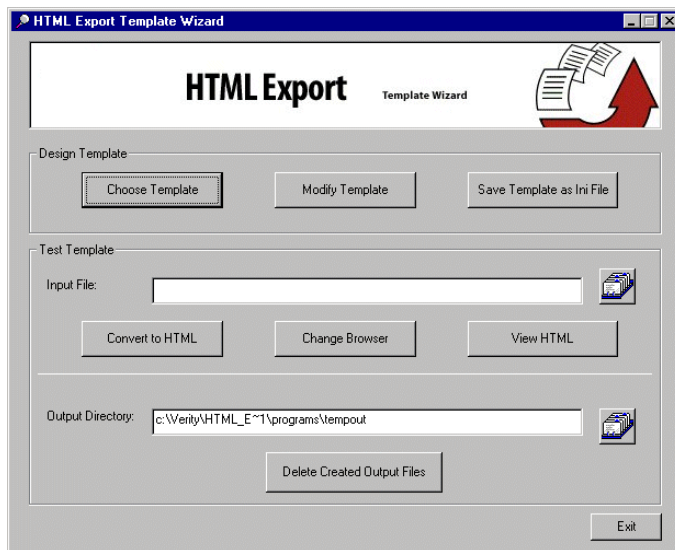 HTML Export Template Wizard
HTML Export Template Wizard
Design Template
Choose Template Modify Template Save Template as Ini File
Test Template
Input File:
Convert to HTML Change Browser View HTML
Output Directory: c:\Verity\HTML_E~1\programs\tempout
Delete Created Output Files
Exit